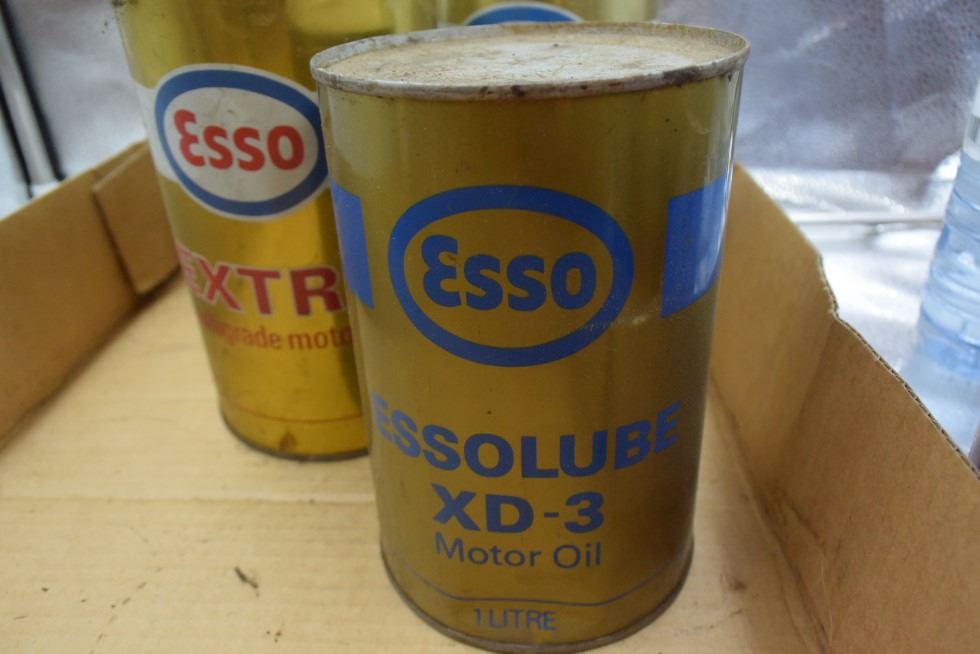 Esso
EXTR
grade moto
Esso
ESSOLUBE
XD-3
Motor Oil
1 LITRE